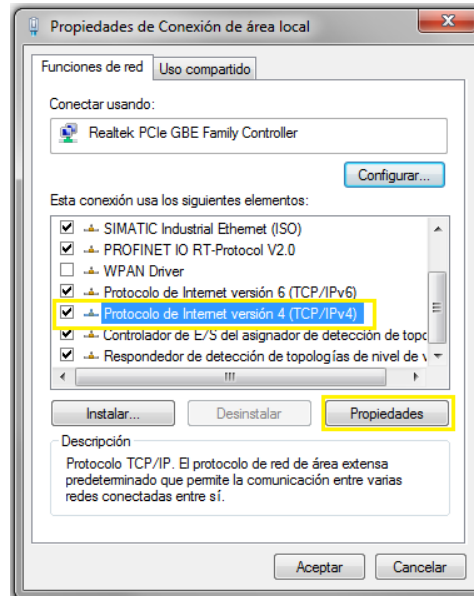 Propiedades de Conexión de área local
Funciones de red
Uso compartido
Conectar usando:
Realtek PCIe GBE Family Controller
Configurar...
Esta conexión usa los siguientes elementos:
SIMATIC Industrial Ethernet (ISO)
PROFINET IO RT-Protocol V2.0
WPAN Driver
Protocolo de Internet versión 6 (TCP/IPv6)
Protocolo de Internet versión 4 (TCP/IPv4)
Controlador de E/S del asignador de detección de topo
Respondedor de detección de topologías de nivel de v
Instalar...
Desinstalar
Propiedades
Descripción
Protocolo TCP/IP. El protocolo de red de área extensa
predeterminado que permite la comunicación entre varias
redes conectadas entre sí.
Aceptar
Cancelar